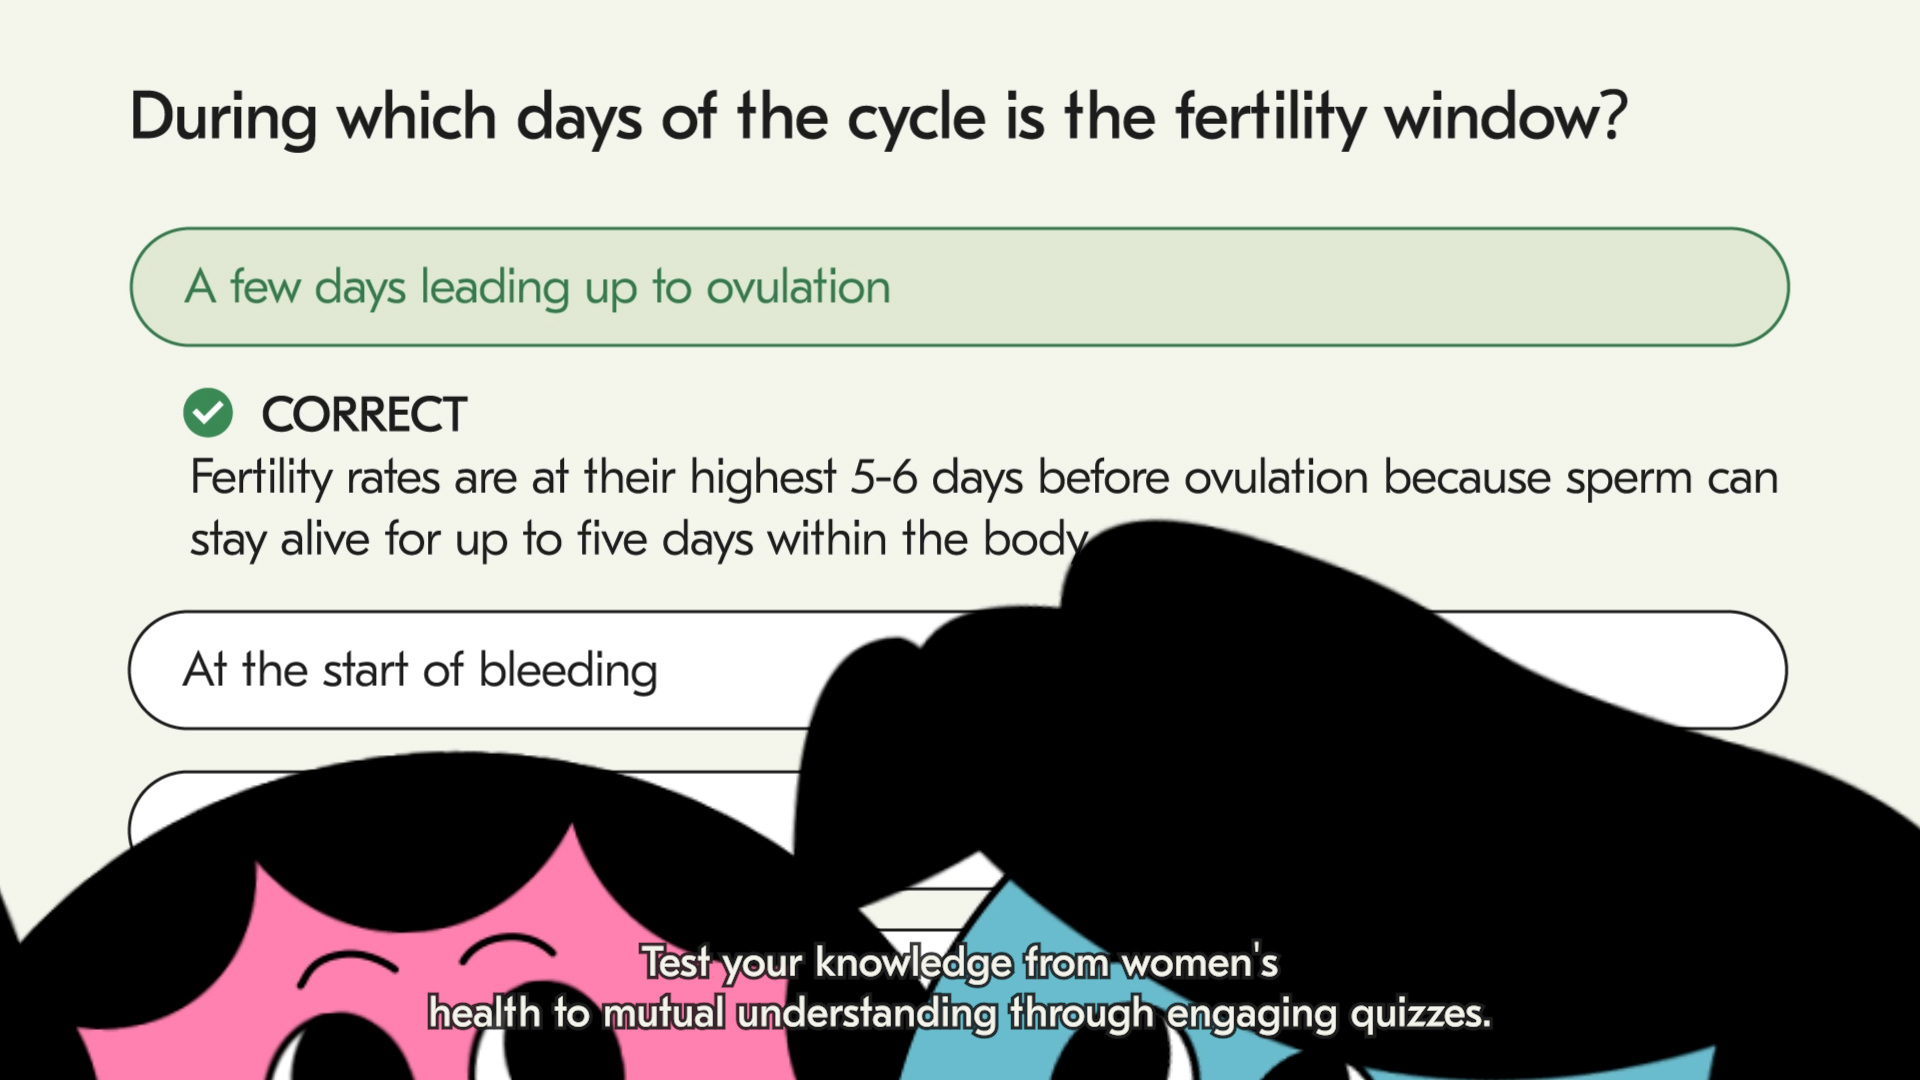 During which days of the cycle is the fertility window?
A few days leading up to ovulation
CORRECT
Fertility rates are at their highest 5-6 days before ovulation because sperm can
stay alive for up to five days within the body
At the start of bleeding
Test your knowledge from women's
health to mutual understanding through engaging quizzes.